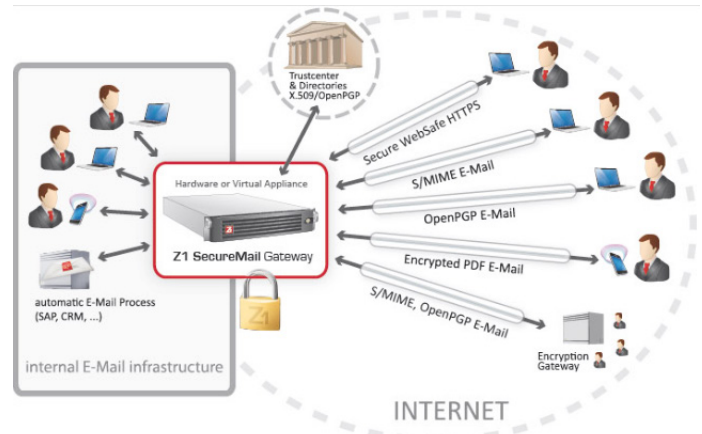 Trustcenter
& Directories
X.509/OpenPGP
Secure WebSafe HTTPS
S/MIME E-Mail
OpenPGP E-Mail
Encrypted PDF E-Mail
S/MIME, OpenPGP E-Mail
Hardware or Virtual Appliance
Z1 SecureMail Gateway
Z1
automatic E-Mail Process
(SAP, CRM, ...)
internal E-Mail infrastructure
Encryption
Gateway
INTERNET